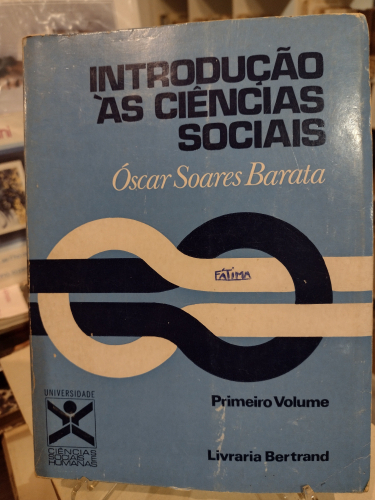 INTRODUÇÃO
ÀS CIÊNCIAS
SOCIAIS
Óscar Soares Barata
FÁTIMA
Primeiro Volume
UNIVERSIDADE
CIÊNCIAS
SOCIAIS E
HUMANAS
Livraria Bertrand